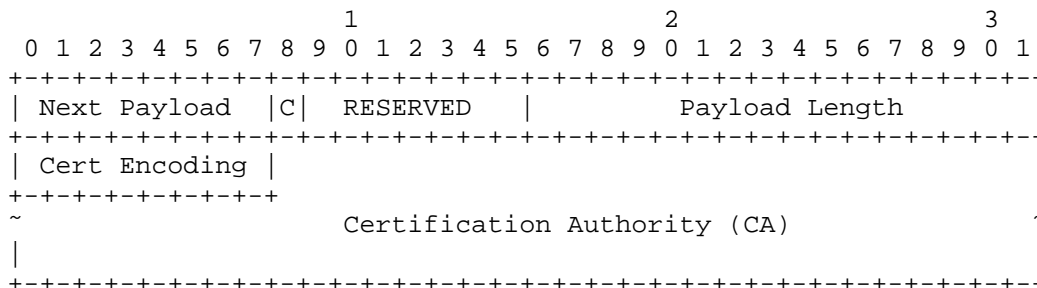 1                   2                   3
 0 1 2 3 4 5 6 7 8 9 0 1 2 3 4 5 6 7 8 9 0 1 2 3 4 5 6 7 8 9 0 1
+-+-+-+-+-+-+-+-+-+-+-+-+-+-+-+-+-+-+-+-+-+-+-+-+-+-+-+-+-+-+-+-
| Next Payload  |C|  RESERVED   |         Payload Length
+-+-+-+-+-+-+-+-+-+-+-+-+-+-+-+-+-+-+-+-+-+-+-+-+-+-+-+-+-+-+-+-
| Cert Encoding |
+-+-+-+-+-+-+-+-+
~                    Certification Authority (CA)               ~
|
+-+-+-+-+-+-+-+-+-+-+-+-+-+-+-+-+-+-+-+-+-+-+-+-+-+-+-+-+-+-+-+-